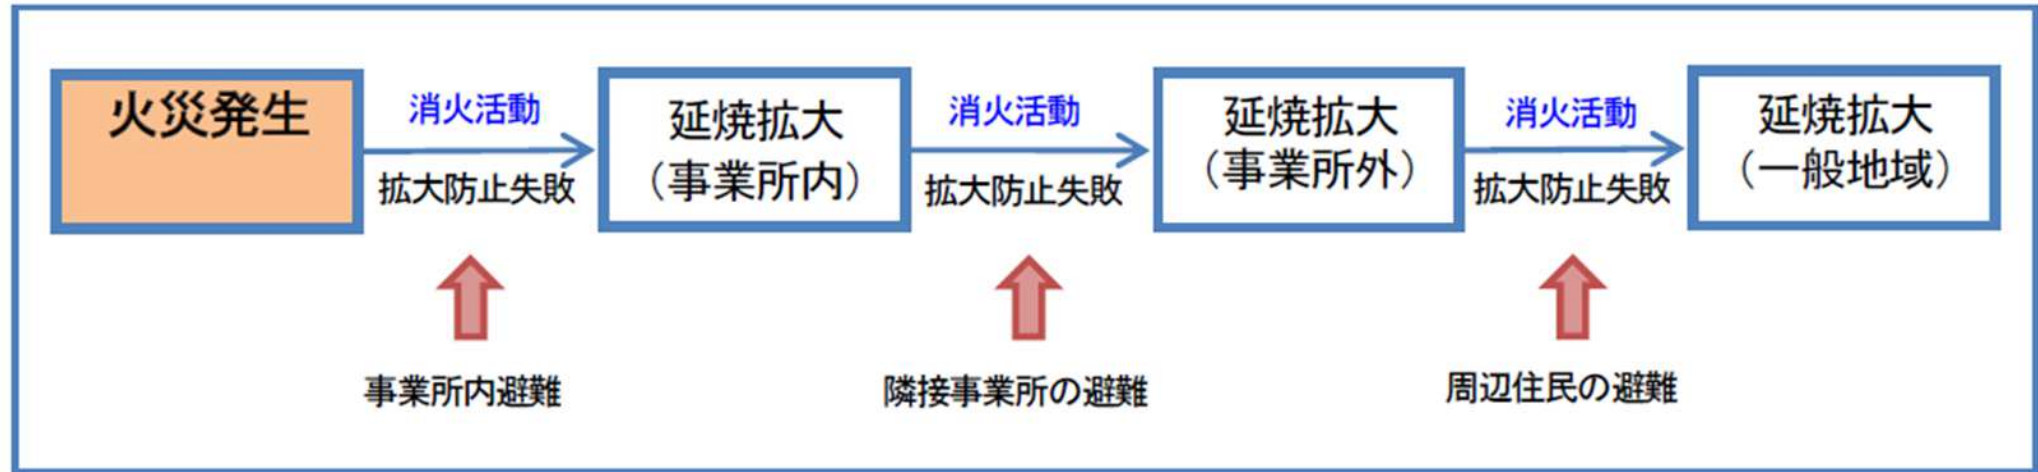 火災発生
消火活動
拡大防止失敗
延焼拡大
（事業所内）
消火活動
拡大防止失敗
延焼拡大
（事業所外）
消火活動
拡大防止失敗
延焼拡大
（一般地域）
事業所内避難
隣接事業所の避難
周辺住民の避難